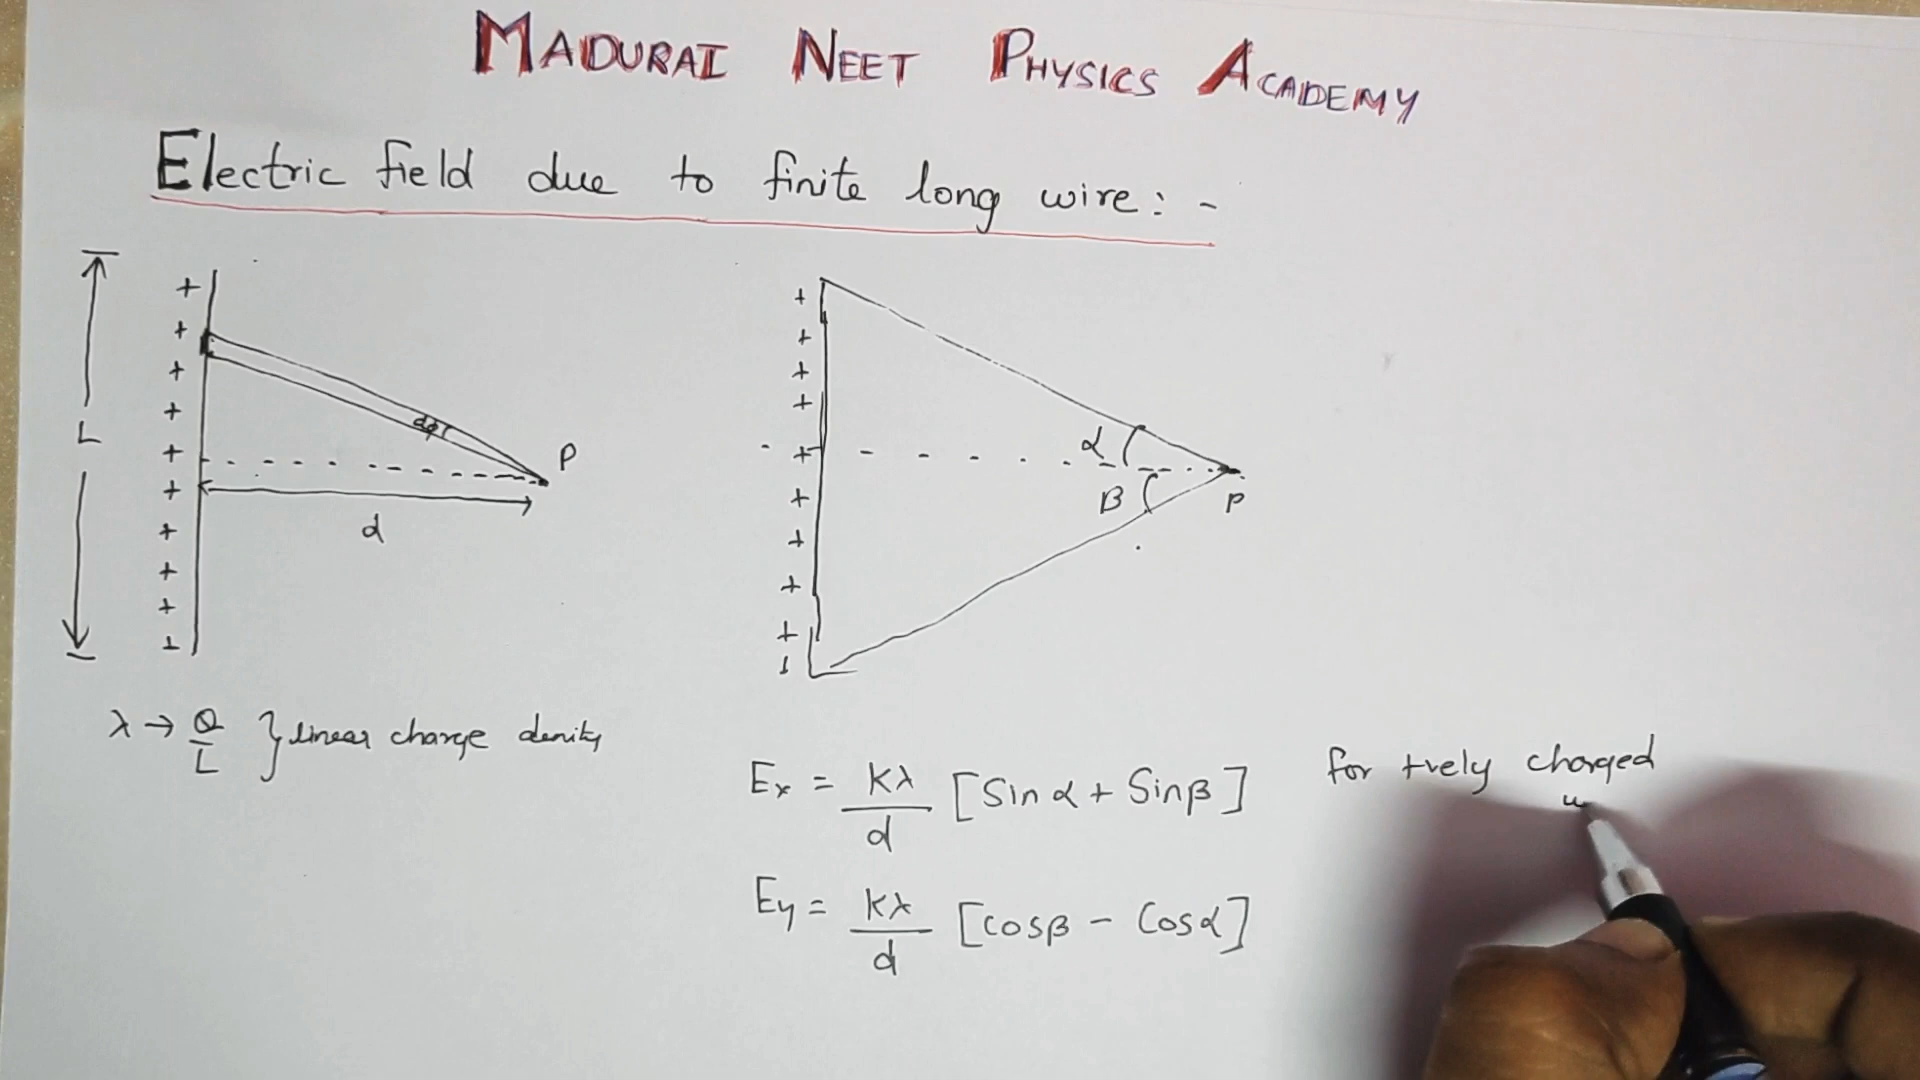 MADURAI NEET PHYSICS ACADEMY
Electric field due to finite long wire: -
L
dφ
P
d
α
β
P
λ → Q/L } linear charge density
Ex = Kλ/d [Sin α + Sin β]
for +vely charged
Ey = Kλ/d [Cos β - Cos α]